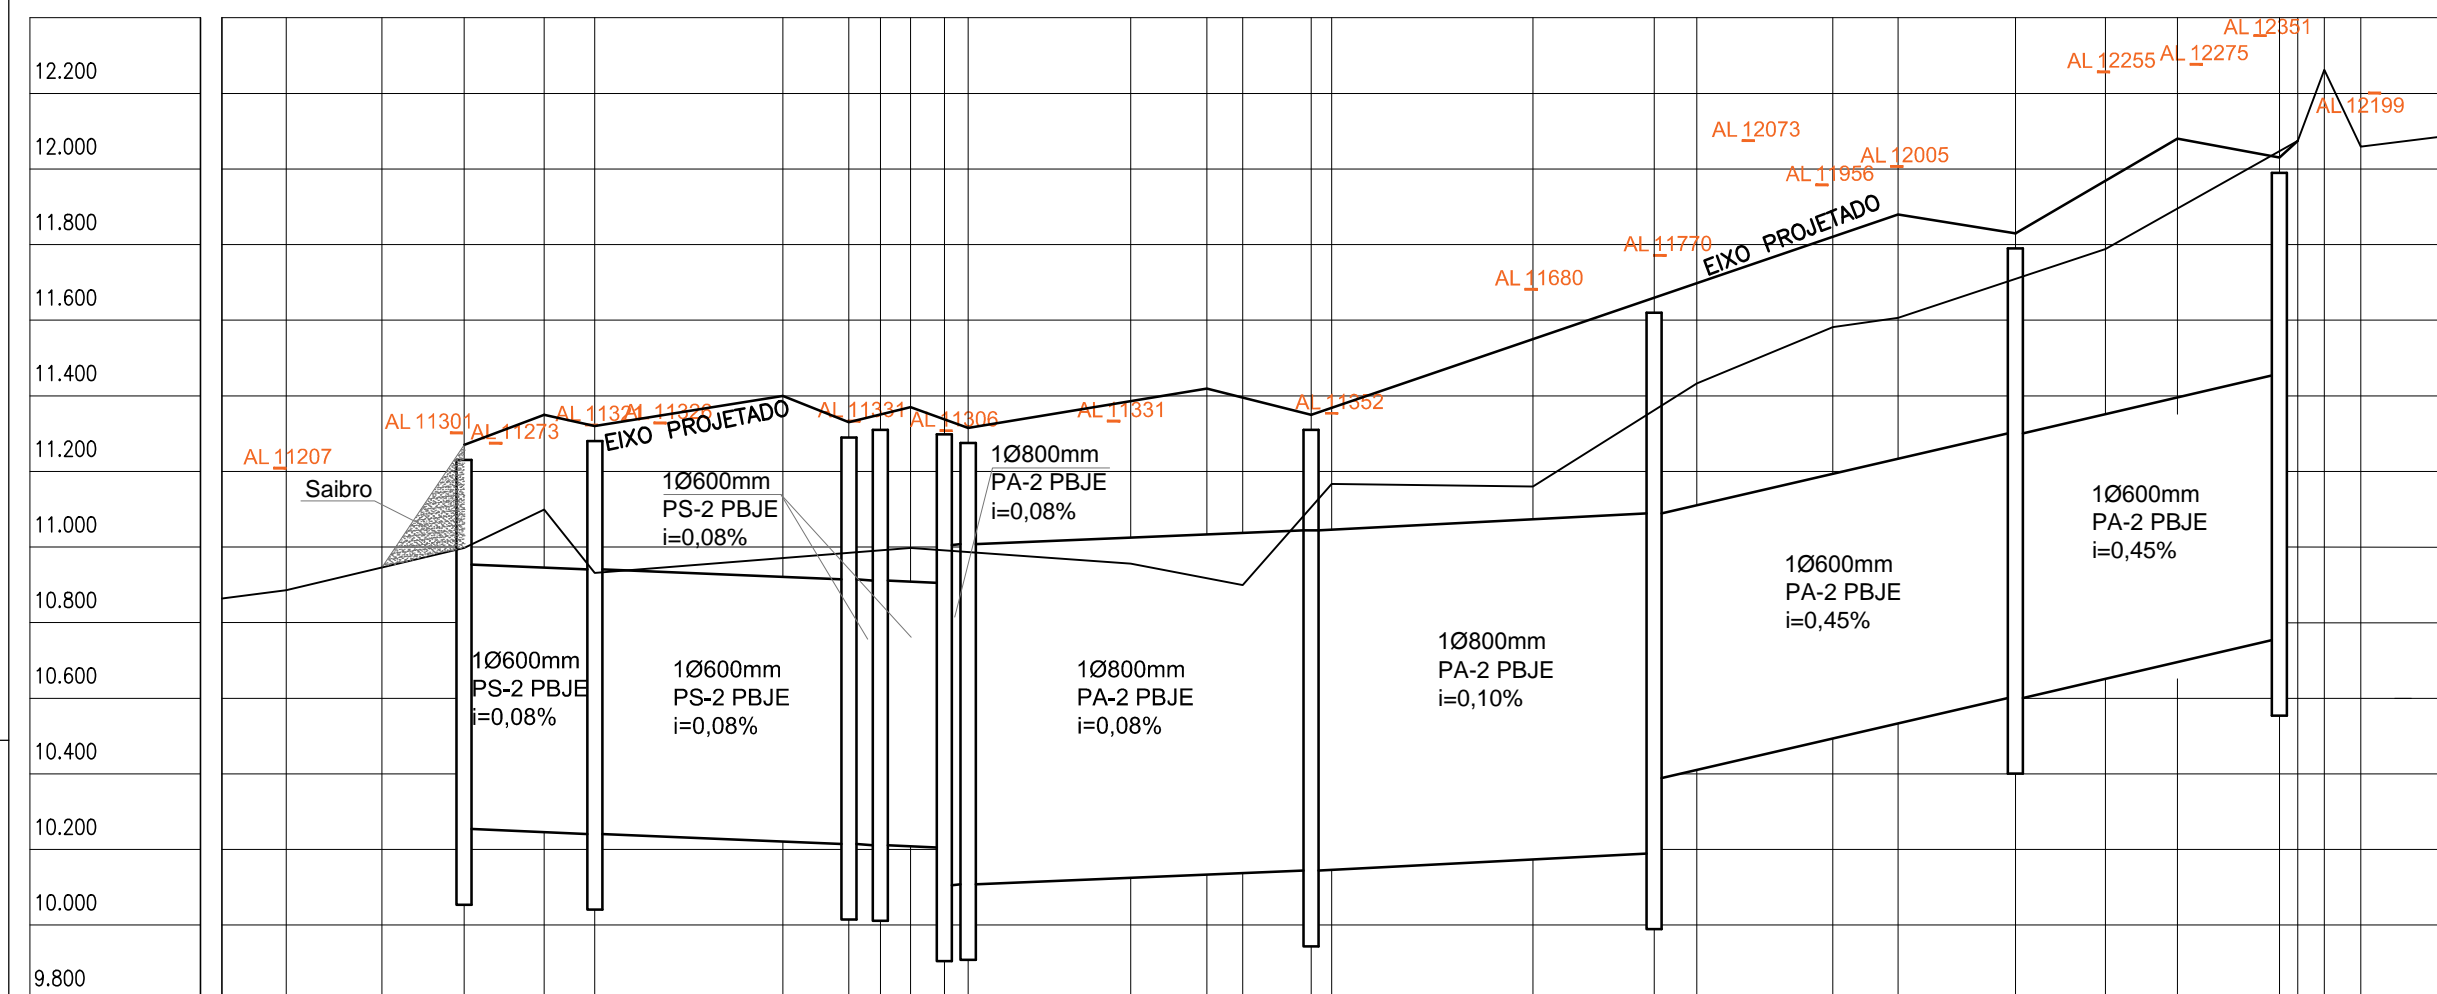 12.200
12.000
11.800
11.600
11.400
11.200
11.000
10.800
10.600
10.400
10.200
10.000
9.800
AL 11207
AL 11301
AL 11273
AL 11321
AL 11326
AL 11331
AL 11306
AL 11331
AL 11352
AL 11680
AL 11770
AL 12073
AL 11956
AL 12005
AL 12255
AL 12275
AL 12351
AL 12199
Saibro
EIXO PROJETADO
EIXO PROJETADO
1Ø600mm
PS-2 PBJE
i=0,08%
1Ø800mm
PA-2 PBJE
i=0,08%
1Ø600mm
PS-2 PBJE
i=0,08%
1Ø600mm
PS-2 PBJE
i=0,08%
1Ø800mm
PA-2 PBJE
i=0,08%
1Ø800mm
PA-2 PBJE
i=0,10%
1Ø600mm
PA-2 PBJE
i=0,45%
1Ø600mm
PA-2 PBJE
i=0,45%